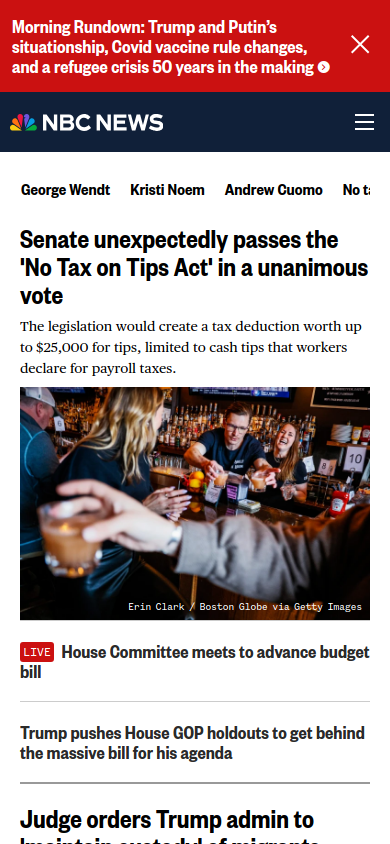 Morning Rundown: Trump and Putin's
situationship, Covid vaccine rule changes,
and a refugee crisis 50 years in the making
NBC NEWS
George Wendt Kristi Noem Andrew Cuomo No
Senate unexpectedly passes the
'No Tax on Tips Act' in a unanimous
vote
The legislation would create a tax deduction worth up
to $25,000 for tips, limited to cash tips that workers
declare for payroll taxes.
Erin Clark / Boston Globe via Getty Images
LIVE House Committee meets to advance budget
bill
Trump pushes House GOP holdouts to get behind
the massive bill for his agenda
Judge orders Trump admin to